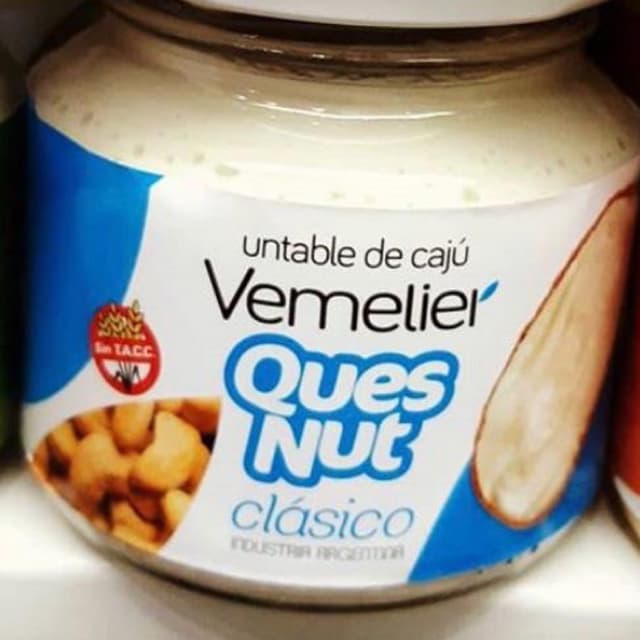 untable de cajú
Vemelier
Sin T.A.C.C.
Ques
Nut
clásico
INDUSTRIA ARGENTINA